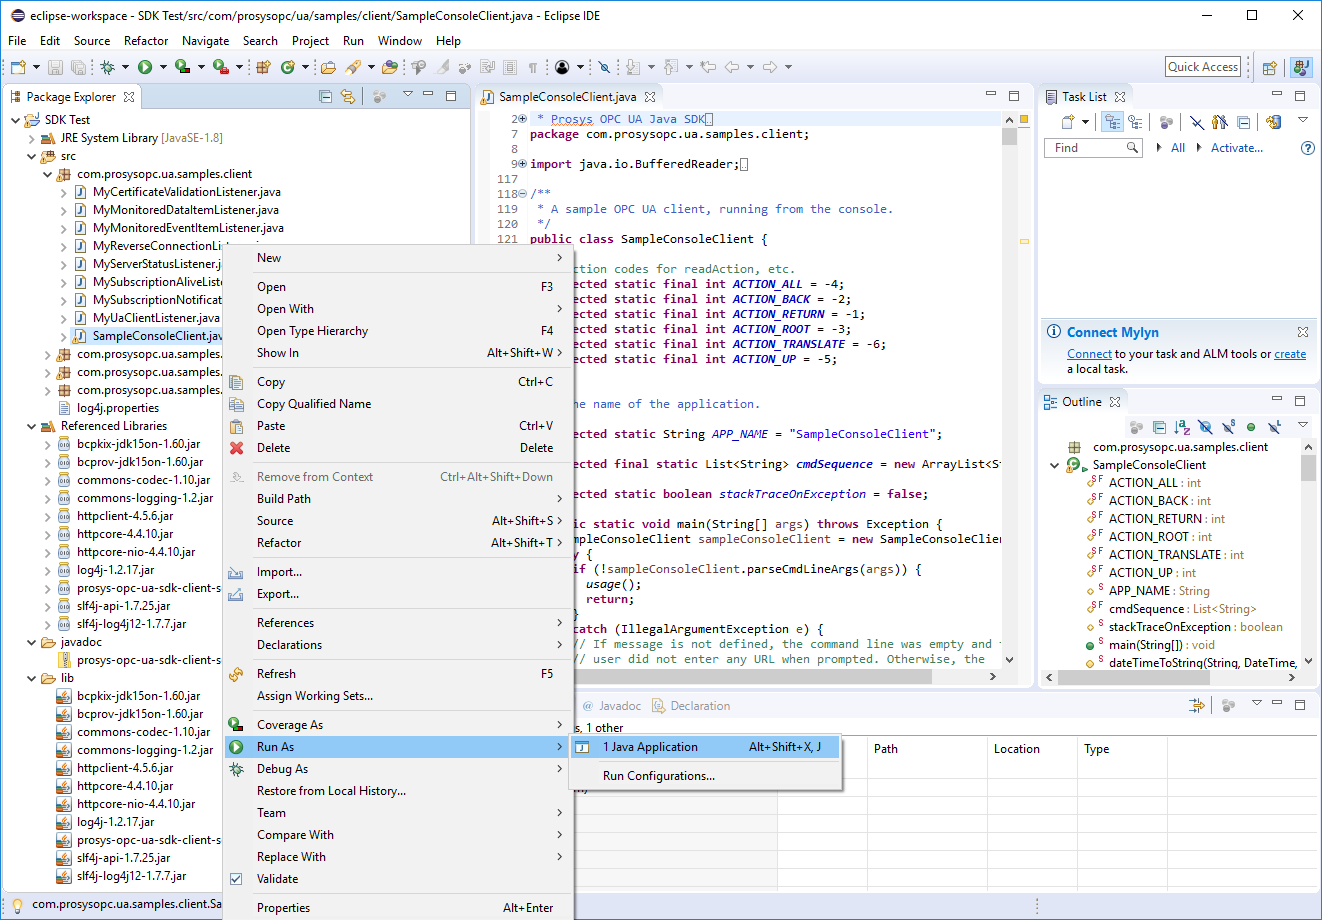 eclipse-workspace - SDK Test/src/com/prosysopc/ua/samples/client/SampleConsoleClient.java - Eclipse IDE
File Edit Source Refactor Navigate Search Project Run Window Help
Quick Access
Package Explorer
SDK Test
JRE System Library [JavaSE-1.8]
src
com.prosysopc.ua.samples.client
MyCertificateValidationListener.java
MyMonitoredDataItemListener.java
MyMonitoredEventItemListener.java
MyReverseConnectionLi
MyServerStatusListener.j
MySubscriptionAliveListe
MySubscriptionNotificat
MyUaClientListener.java
SampleConsoleClient.jav
com.prosysopc.ua.samples.
com.prosysopc.ua.samples.
com.prosysopc.ua.samples.
log4j.properties
Referenced Libraries
bcpkix-jdk15on-1.60.jar
bcprov-jdk15on-1.60.jar
commons-codec-1.10.jar
commons-logging-1.2.jar
httpclient-4.5.6.jar
httpcore-4.4.10.jar
httpcore-nio-4.4.10.jar
log4j-1.2.17.jar
prosys-opc-ua-sdk-client-s
slf4j-api-1.7.25.jar
slf4j-log4j12-1.7.7.jar
javadoc
prosys-opc-ua-sdk-client-s
lib
bcpkix-jdk15on-1.60.jar
bcprov-jdk15on-1.60.jar
commons-codec-1.10.jar
commons-logging-1.2.jar
httpclient-4.5.6.jar
httpcore-4.4.10.jar
httpcore-nio-4.4.10.jar
log4j-1.2.17.jar
prosys-opc-ua-sdk-client-s
slf4j-api-1.7.25.jar
slf4j-log4j12-1.7.7.jar
com.prosysopc.ua.samples.client.Sa
New
Open F3
Open With
Open Type Hierarchy F4
Show In Alt+Shift+W
Copy Ctrl+C
Copy Qualified Name
Paste Ctrl+V
Delete Delete
Remove from Context Ctrl+Alt+Shift+Down
Build Path
Source Alt+Shift+S
Refactor Alt+Shift+T
Import...
Export...
References
Declarations
Refresh F5
Assign Working Sets...
Coverage As
Run As
Debug As
Restore from Local History...
Team
Compare With
Replace With
Validate
Properties Alt+Enter
1 Java Application Alt+Shift+X, J
Run Configurations...
SampleConsoleClient.java
2 * Prosys OPC UA Java SDK
7 package com.prosysopc.ua.samples.client;
8
9 import java.io.BufferedReader;
117
118 /**
119 * A sample OPC UA client, running from the console.
120 */
121 public class SampleConsoleClient {
ction codes for readAction, etc.
ected static final int ACTION_ALL = -4;
ected static final int ACTION_BACK = -2;
ected static final int ACTION_RETURN = -1;
ected static final int ACTION_ROOT = -3;
ected static final int ACTION_TRANSLATE = -6;
ected static final int ACTION_UP = -5;
he name of the application.
ected static String APP_NAME = "SampleConsoleClient";
ected final static List<String> cmdSequence = new ArrayList<St
ected static boolean stackTraceOnException = false;
ic static void main(String[] args) throws Exception {
mpleConsoleClient sampleConsoleClient = new SampleConsoleClien
y {
if (!sampleConsoleClient.parseCmdLineArgs(args)) {
usage();
return;
}
catch (IllegalArgumentException e) {
// If message is not defined, the command line was empty and
// user did not enter any URL when prompted. Otherwise, the
@ Javadoc Declaration
s, 1 other
Path Location Type
Task List
Find All Activate...
Connect Mylyn
Connect to your task and ALM tools or create
a local task.
Outline
com.prosysopc.ua.samples.client
SampleConsoleClient
ACTION_ALL : int
ACTION_BACK : int
ACTION_RETURN : int
ACTION_ROOT : int
ACTION_TRANSLATE : int
ACTION_UP : int
APP_NAME : String
cmdSequence : List<String>
stackTraceOnException : boolean
main(String[]) : void
dateTimeToString(String, DateTime,